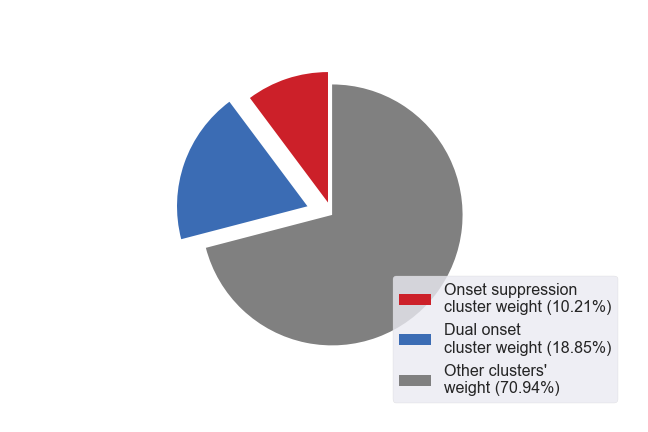 Onset suppression
cluster weight (10.21%)
Dual onset
cluster weight (18.85%)
Other clusters'
weight (70.94%)